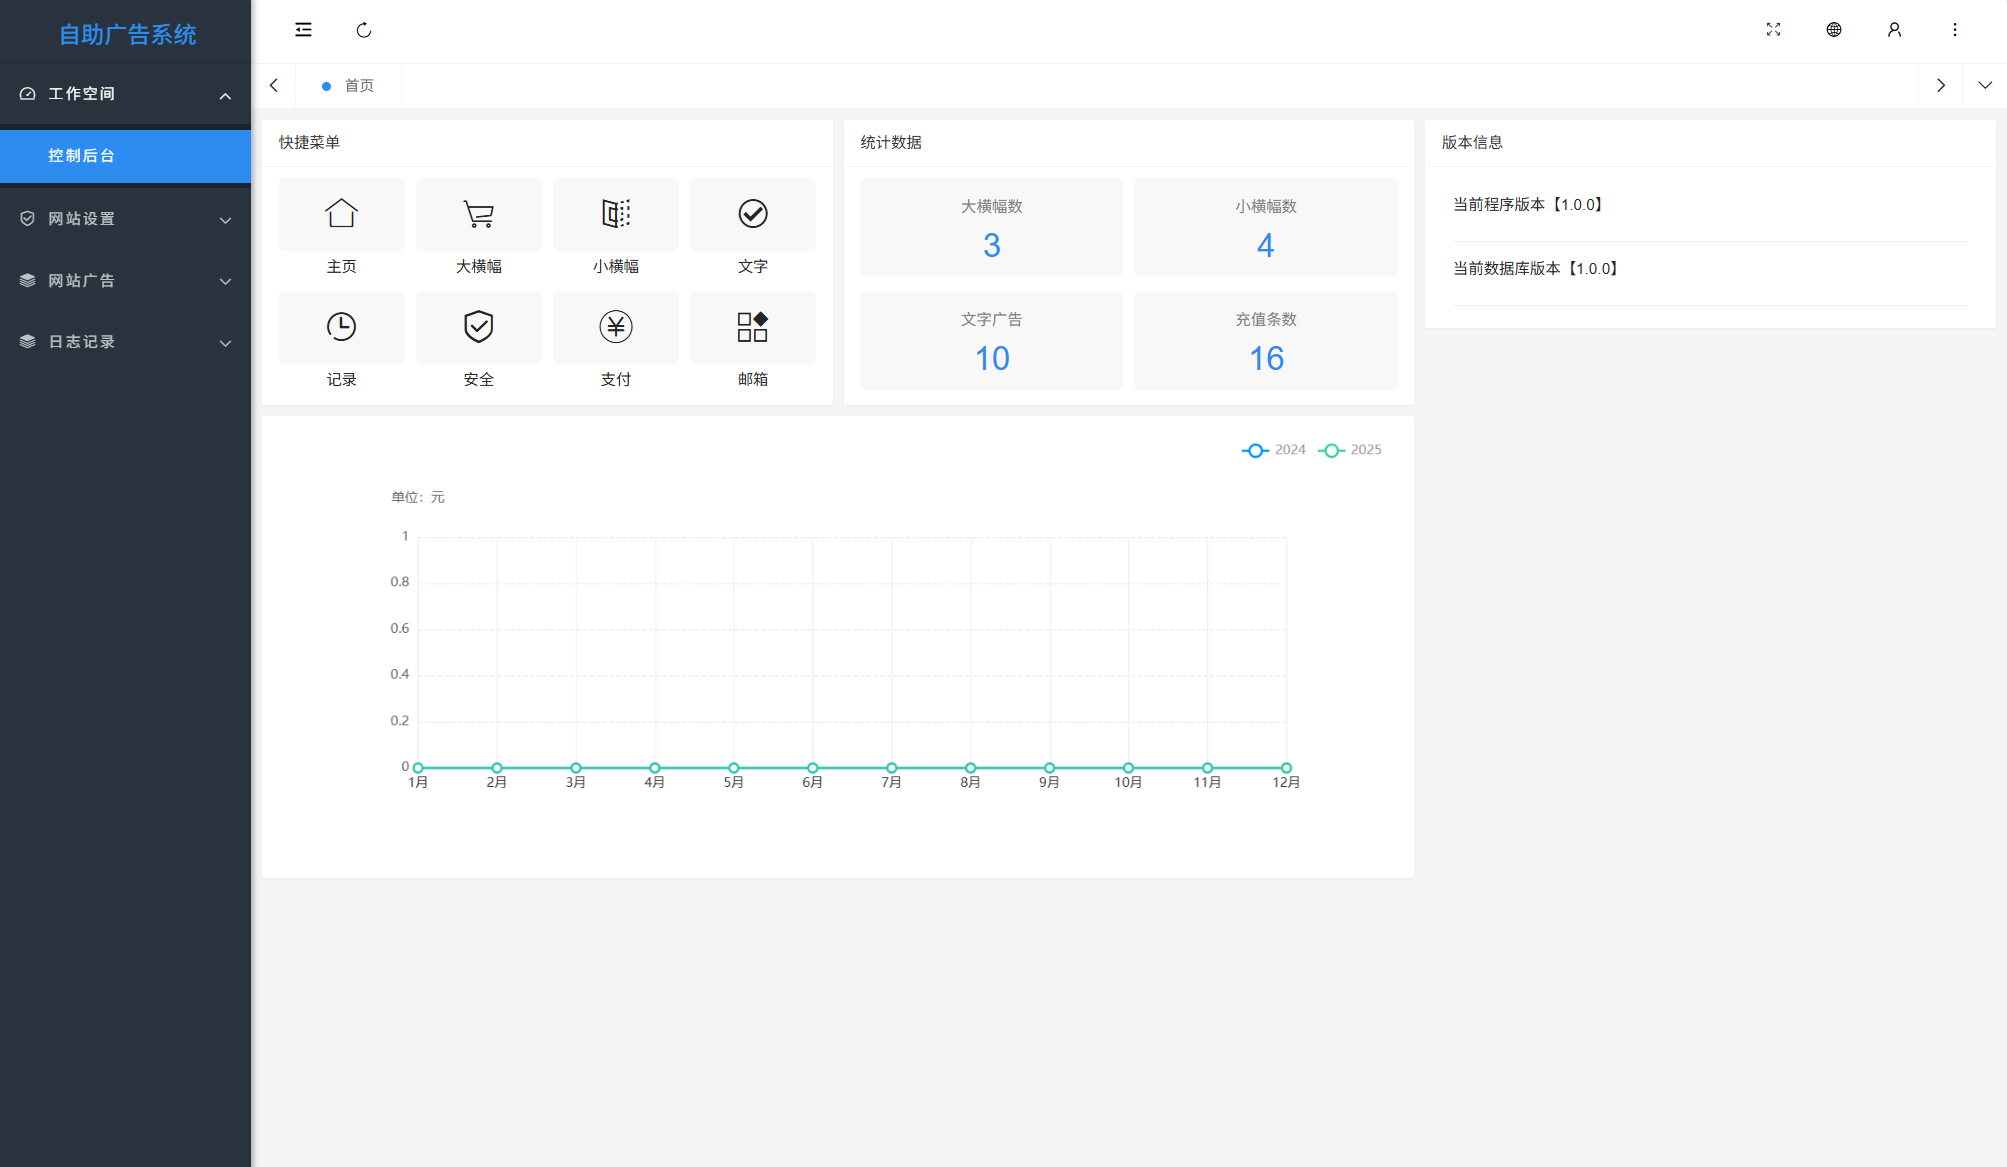 自助广告系统
工作空间
控制后台
网站设置
网站广告
日志记录
首页
快捷菜单
主页
大横幅
小横幅
文字
记录
安全
支付
邮箱
统计数据
大横幅数
3
小横幅数
4
文字广告
10
充值条数
16
版本信息
当前程序版本【1.0.0】
当前数据库版本【1.0.0】
2024 2025
单位：元
1
0.8
0.6
0.4
0.2
0
1月 2月 3月 4月 5月 6月 7月 8月 9月 10月 11月 12月